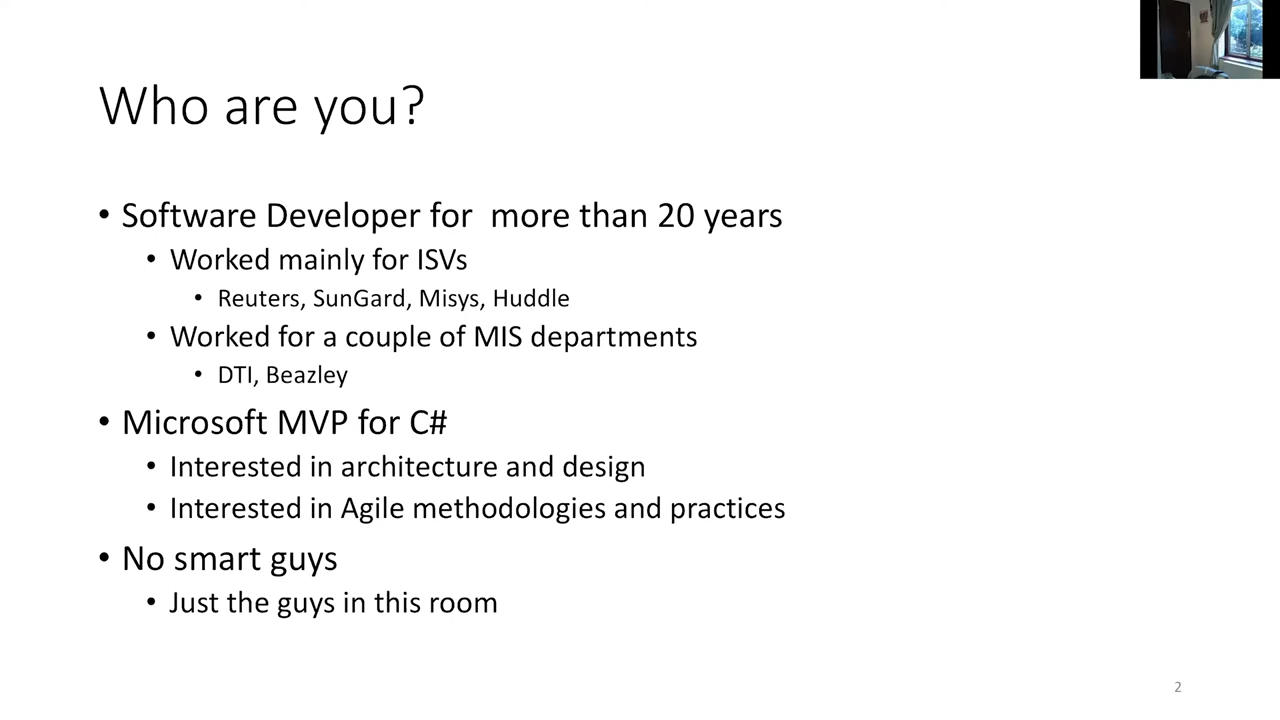 Who are you?
• Software Developer for  more than 20 years
• Worked mainly for ISVs
• Reuters, SunGard, Misys, Huddle
• Worked for a couple of MIS departments
• DTI, Beazley
• Microsoft MVP for C#
• Interested in architecture and design
• Interested in Agile methodologies and practices
• No smart guys
• Just the guys in this room
2